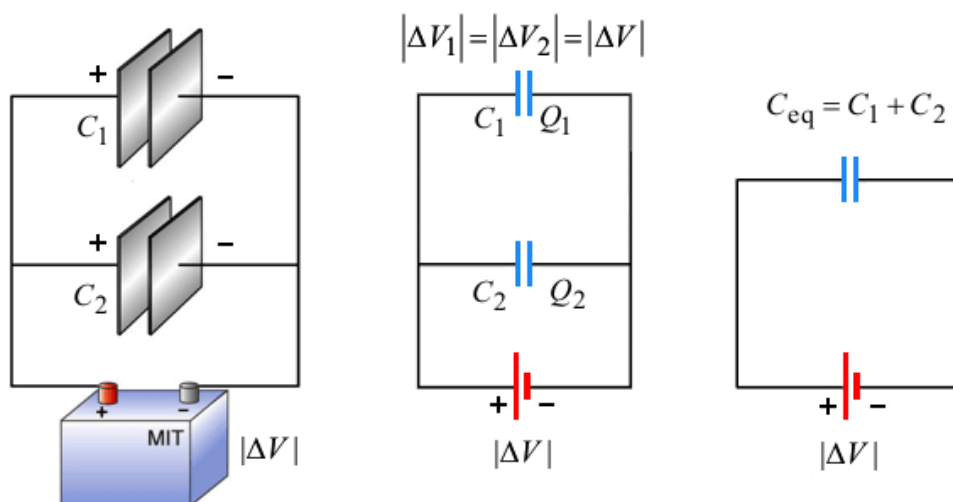 |ΔV₁|=|ΔV₂|=|ΔV|
+ -
C₁
+ -
C₂
+ -
MIT
|ΔV|
C₁ Q₁
C₂ Q₂
+ -
|ΔV|
C_eq = C₁ + C₂
+ -
|ΔV|